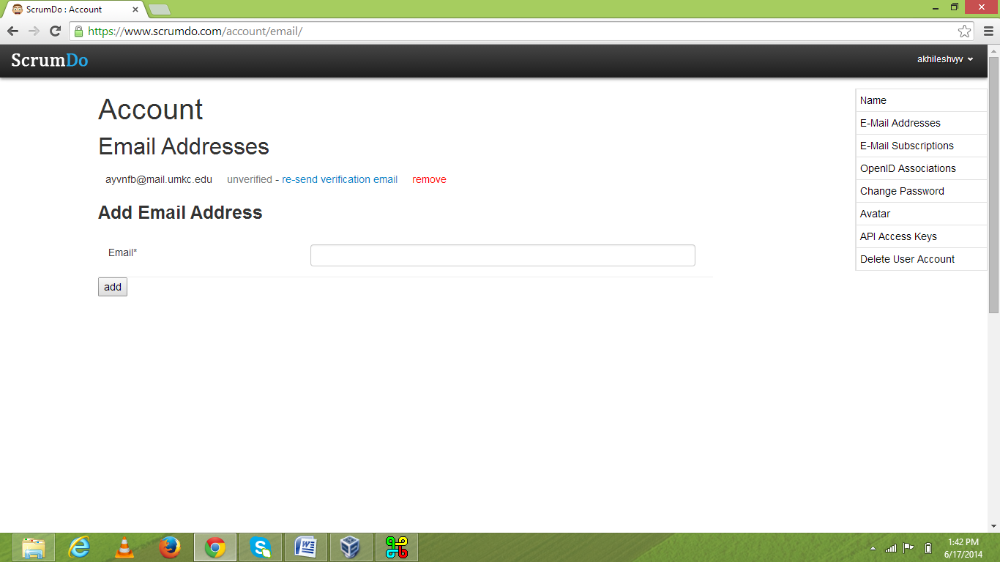 ScrumDo : Account
https://www.scrumdo.com/account/email/
ScrumDo
akhileshvyv
Account
Email Addresses
ayvnfb@mail.umkc.edu unverified - re-send verification email remove
Add Email Address
Email*
add
Name
E-Mail Addresses
E-Mail Subscriptions
OpenID Associations
Change Password
Avatar
API Access Keys
Delete User Account
1:42 PM
6/17/2014